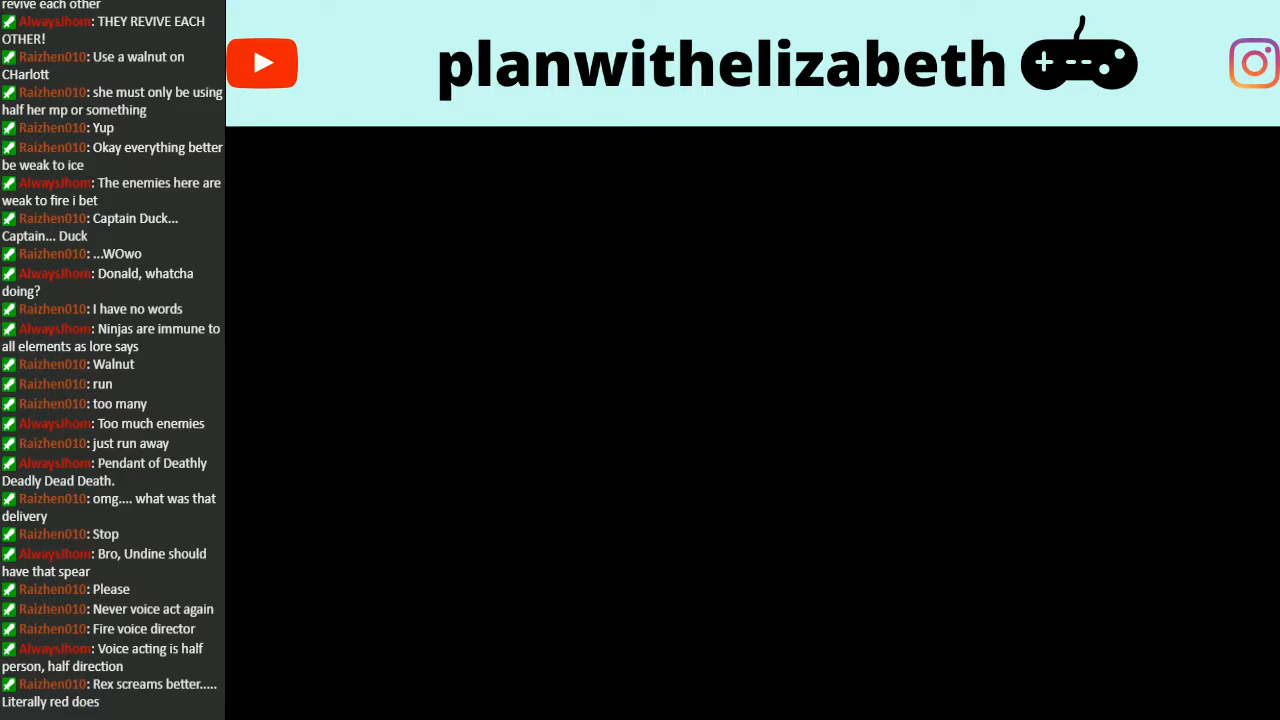 revive each other
AlwaysJhom: THEY REVIVE EACH
OTHER!
Raizhen010: Use a walnut on
CHarlott
Raizhen010: she must only be using
half her mp or something
Raizhen010: Yup
Raizhen010: Okay everything better
be weak to ice
AlwaysJhom: The enemies here are
weak to fire i bet
Raizhen010: Captain Duck...
Captain... Duck
Raizhen010: ...WOwo
AlwaysJhom: Donald, whatcha
doing?
Raizhen010: I have no words
AlwaysJhom: Ninjas are immune to
all elements as lore says
Raizhen010: Walnut
Raizhen010: run
Raizhen010: too many
AlwaysJhom: Too much enemies
Raizhen010: just run away
AlwaysJhom: Pendant of Deathly
Deadly Dead Death.
Raizhen010: omg.... what was that
delivery
Raizhen010: Stop
AlwaysJhom: Bro, Undine should
have that spear
Raizhen010: Please
Raizhen010: Never voice act again
Raizhen010: Fire voice director
AlwaysJhom: Voice acting is half
person, half direction
Raizhen010: Rex screams better.....
Literally red does
planwithelizabeth